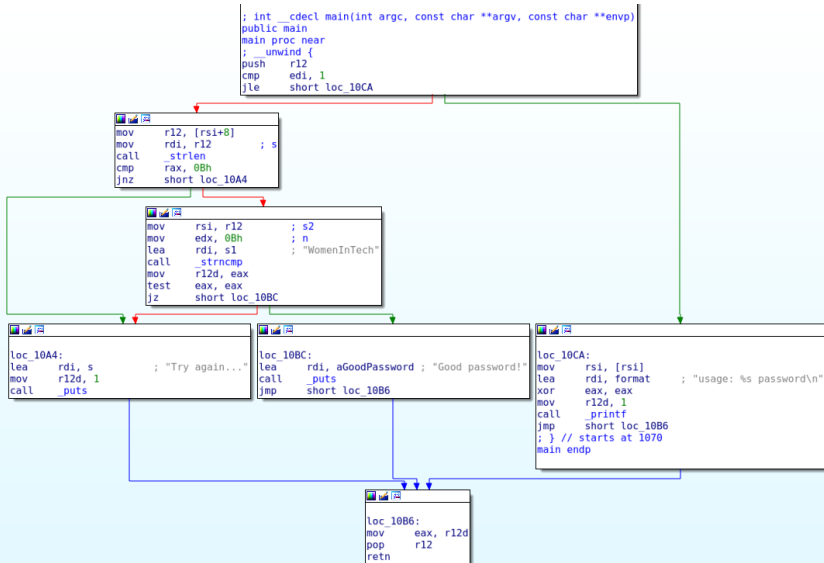 ; int __cdecl main(int argc, const char **argv, const char **envp)
public main
main proc near
; __unwind {
push r12
cmp edi, 1
jle short loc_10CA
mov r12, [rsi+8]
mov rdi, r12 ; s
call _strlen
cmp rax, 0Bh
jnz short loc_10A4
mov rsi, r12 ; s2
mov edx, 0Bh ; n
lea rdi, s1 ; "WomenInTech"
call _strncmp
mov r12d, eax
test eax, eax
jz short loc_10BC
loc_10A4:
lea rdi, s ; "Try again..."
mov r12d, 1
call _puts
loc_10BC:
lea rdi, aGoodPassword ; "Good password!"
call _puts
jmp short loc_10B6
loc_10CA:
mov rsi, [rsi]
lea rdi, format ; "usage: %s password\n"
xor eax, eax
mov r12d, 1
call _printf
jmp short loc_10B6
; } // starts at 1070
main endp
loc_10B6:
mov eax, r12d
pop r12
retn